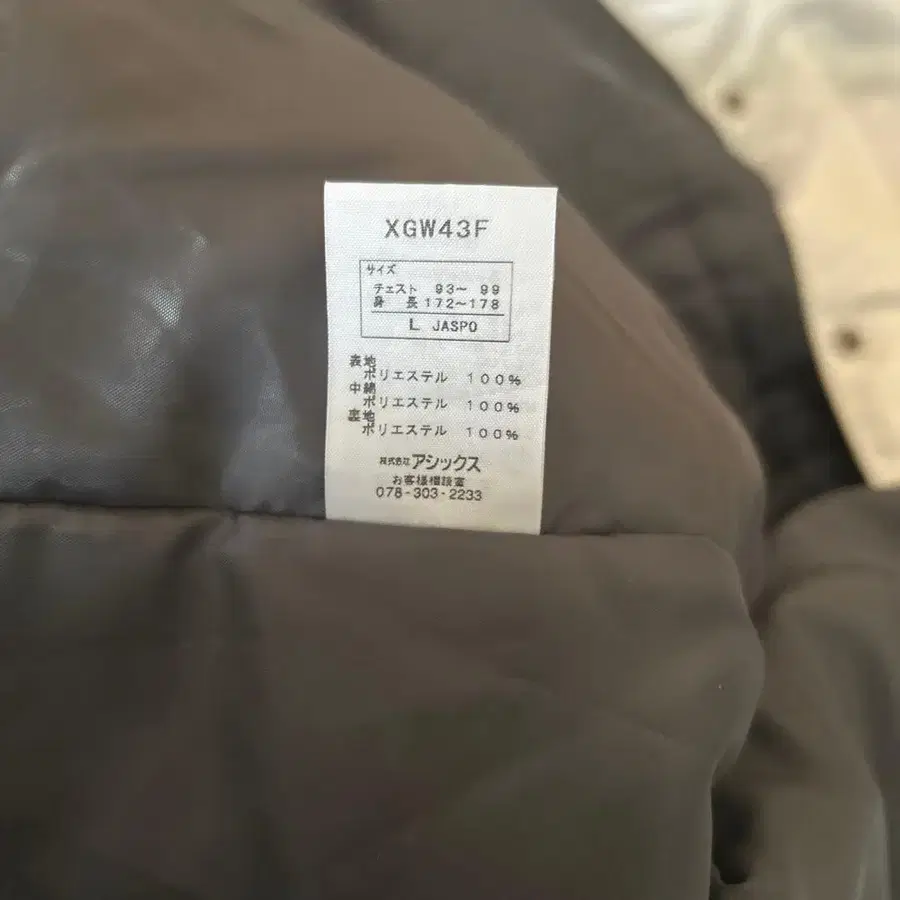 XGW43F
サイズ
チェスト 93～ 99
身 長 172～178
L JASPO
表地
ポリエステル 100%
中綿
ポリエステル 100%
裏地
ポリエステル 100%
株式会社 アシックス
お客様相談室
078-303-2233